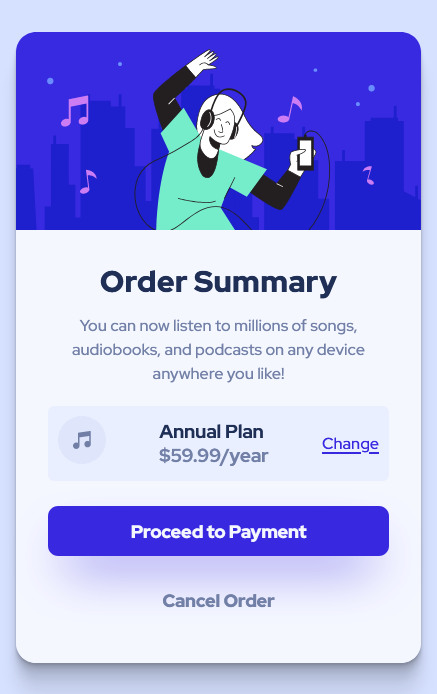 Order Summary
You can now listen to millions of songs,
audiobooks, and podcasts on any device
anywhere you like!
Annual Plan
$59.99/year
Change
Proceed to Payment
Cancel Order